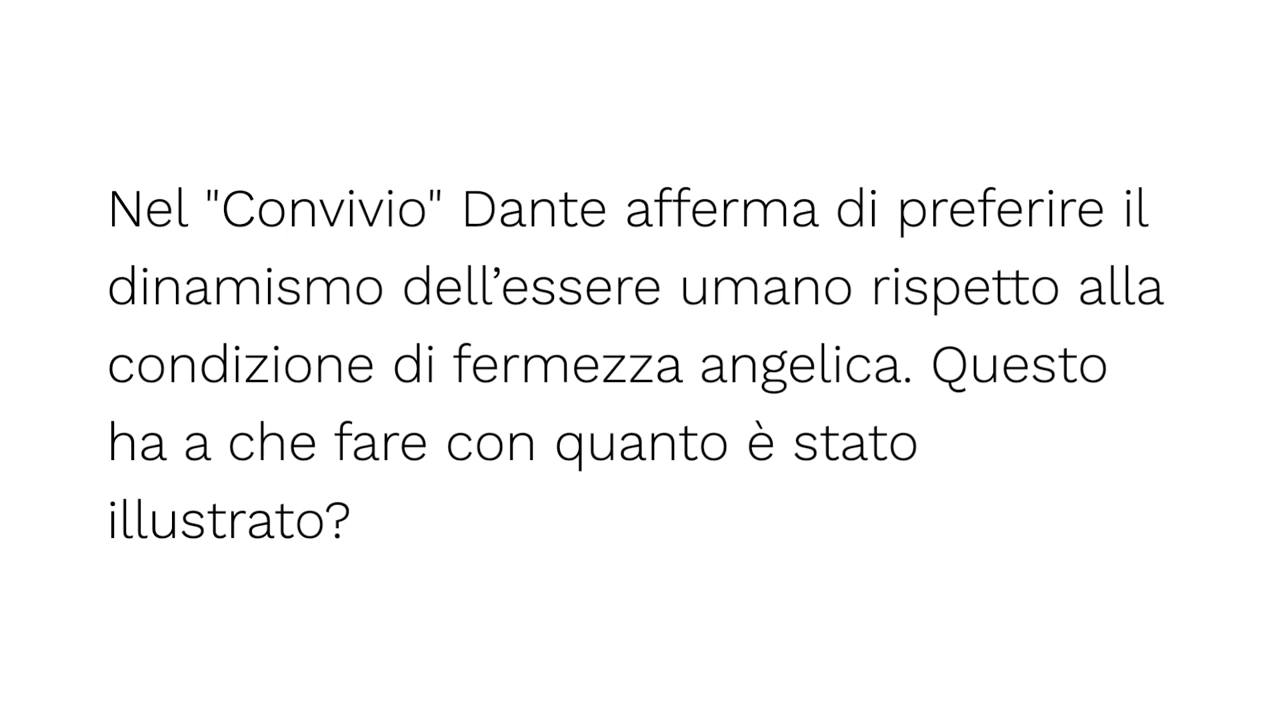 Nel "Convivio" Dante afferma di preferire il
dinamismo dell’essere umano rispetto alla
condizione di fermezza angelica. Questo
ha a che fare con quanto è stato
illustrato?